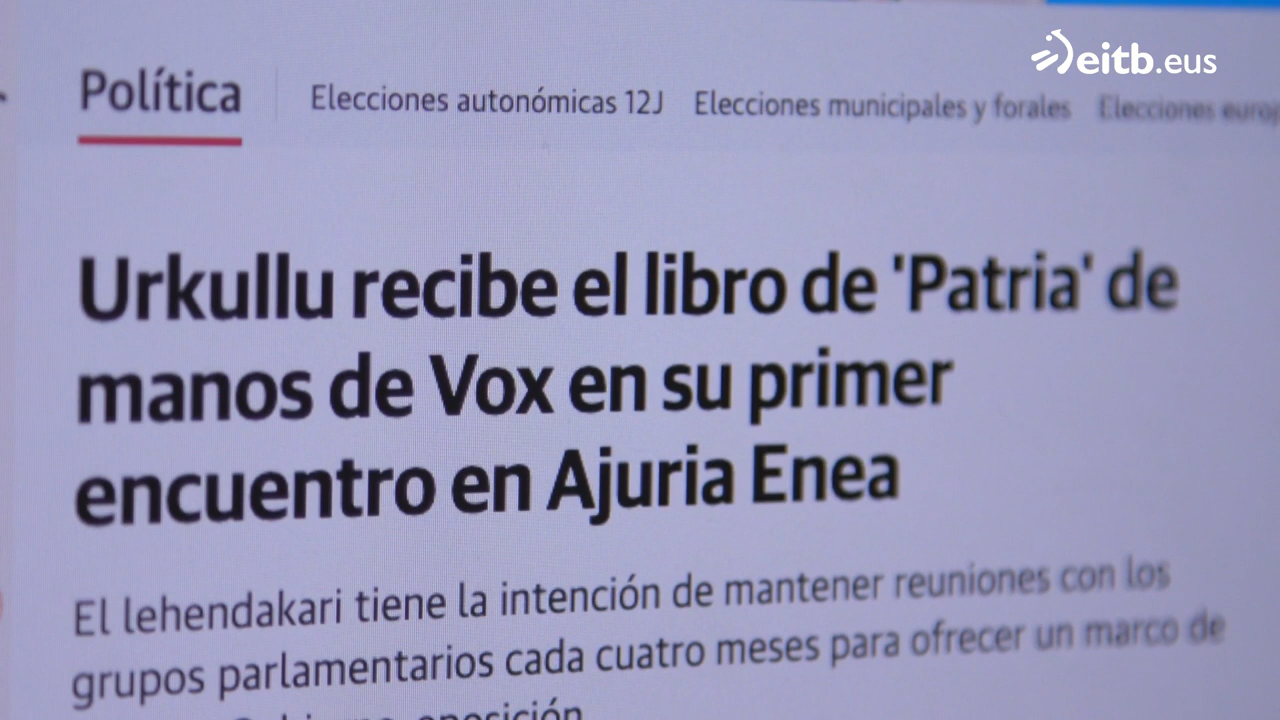 eitb.eus
Política
Elecciones autonómicas 12J Elecciones municipales y forales Elecciones
Urkullu recibe el libro de 'Patria' de
manos de Vox en su primer
encuentro en Ajuria Enea
El lehendakari tiene la intención de mantener reuniones con los
grupos parlamentarios cada cuatro meses para ofrecer un marco de
oposición